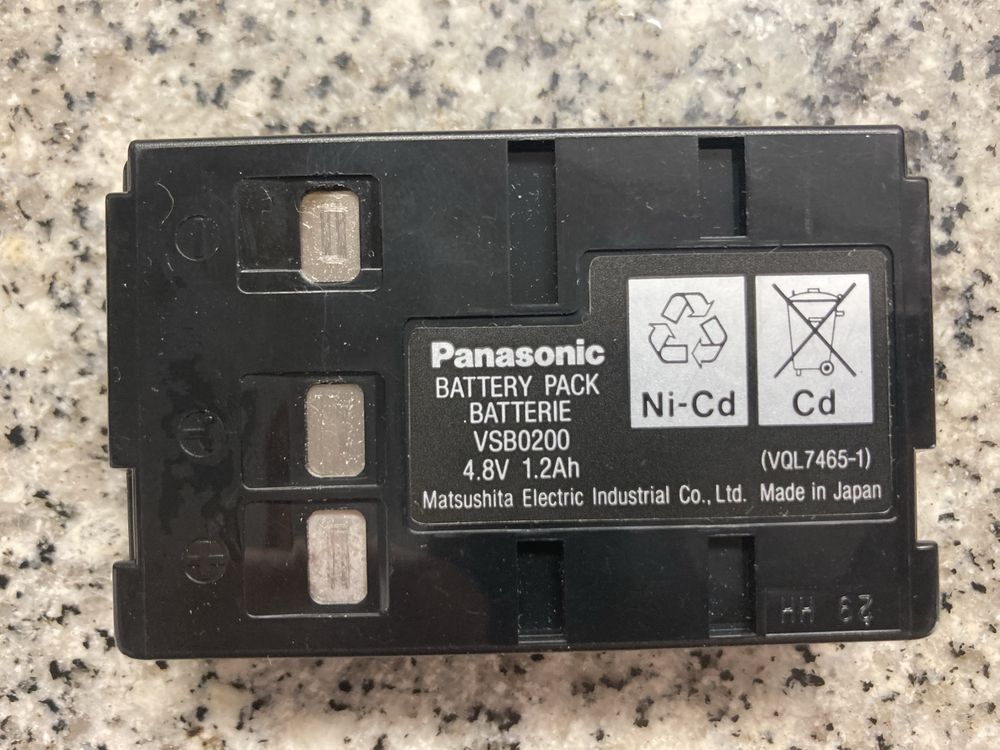 Panasonic
BATTERY PACK
BATTERIE
VSB0200
4.8V 1.2Ah
(VQL7465-1)
Matsushita Electric Industrial Co., Ltd. Made in Japan
Ni-Cd
Cd
T
HH